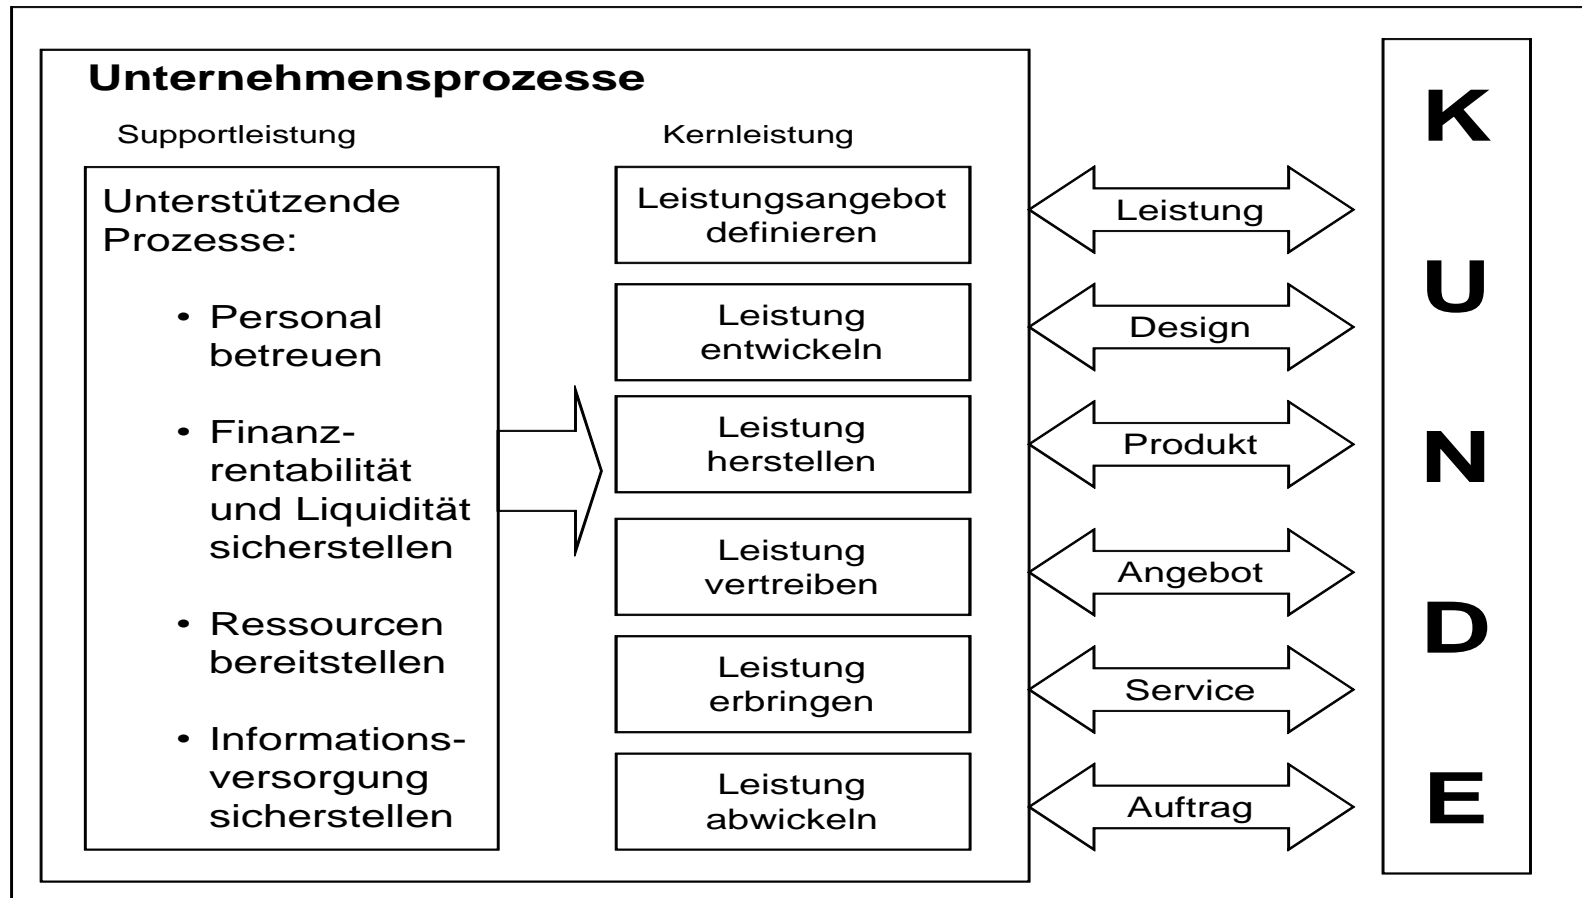 Unternehmensprozesse
Supportleistung
Unterstützende
Prozesse:
• Personal
betreuen
• Finanz-
rentabilität
und Liquidität
sicherstellen
• Ressourcen
bereitstellen
• Informations-
versorgung
sicherstellen
Kernleistung
Leistungsangebot
definieren
Leistung
entwickeln
Leistung
herstellen
Leistung
vertreiben
Leistung
erbringen
Leistung
abwickeln
Leistung
Design
Produkt
Angebot
Service
Auftrag
K
U
N
D
E